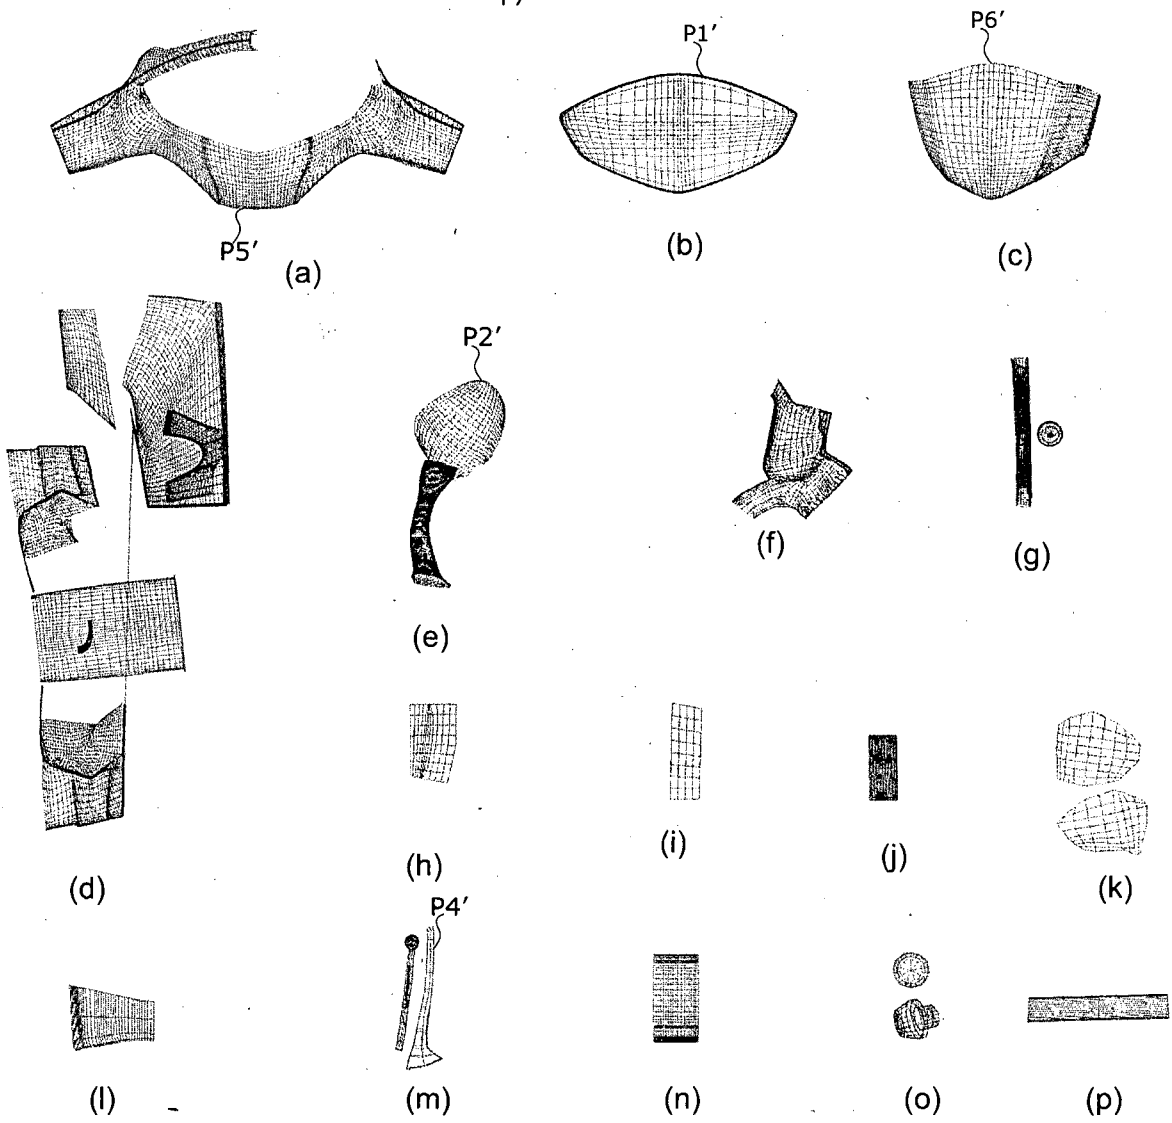 P1′
P6′
P5′
(a)
(b)
(c)
P2′
(d)
(e)
(f)
(g)
(h)
(i)
(j)
(k)
P4′
(l)
(m)
(n)
(o)
(p)